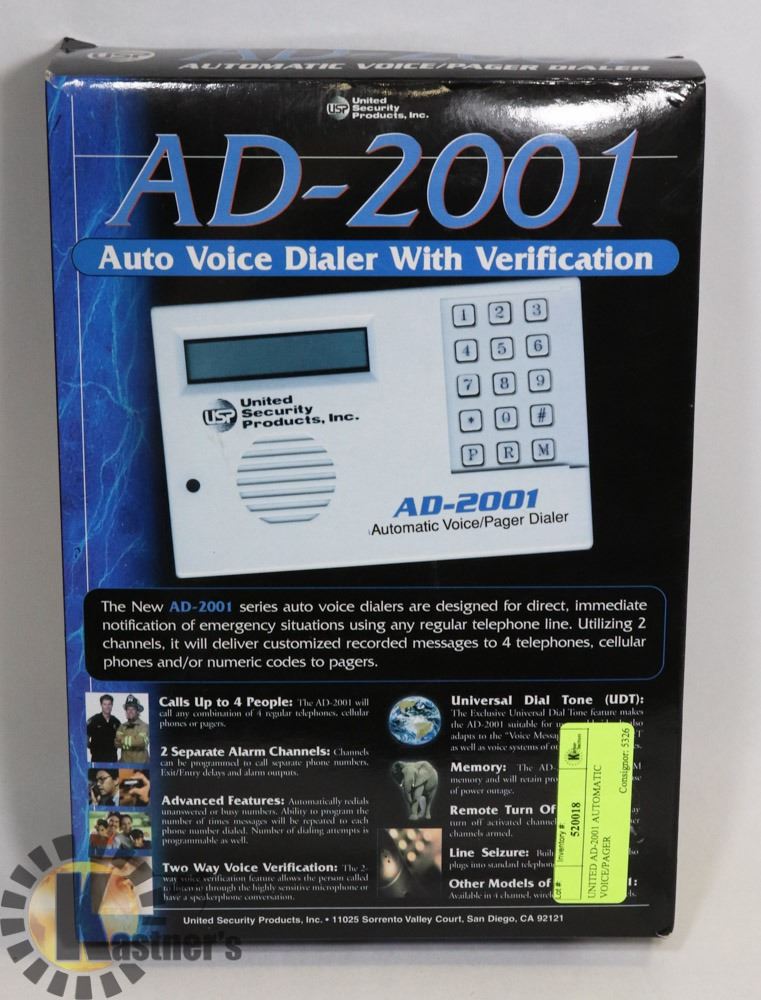 USP
AD-2001
AUTOMATIC VOICE/PAGER DIALER
USP United
Security
Products, Inc.
AD-2001
Auto Voice Dialer With Verification
1 2 3
4 5 6
7 8 9
* 0 #
P R M
USP United
Security
Products, Inc.
AD-2001
Automatic Voice/Pager Dialer
The New AD-2001 series auto voice dialers are designed for direct, immediate
notification of emergency situations using any regular telephone line. Utilizing 2
channels, it will deliver customized recorded messages to 4 telephones, cellular
phones and/or numeric codes to pagers.
Calls Up to 4 People: The AD-2001 will
call any combination of 4 regular telephones, cellular
phones or pagers.
2 Separate Alarm Channels: Channels
can be programmed to call separate phone numbers.
Exit/Entry delays and alarm outputs.
Advanced Features: Automatically redials
unanswered or busy numbers. Ability to program the
number of times messages will be repeated to each
phone number dialed. Number of dialing attempts is
programmable as well.
Two Way Voice Verification: The 2-
way voice verification feature allows the person called
to listen to through the highly sensitive microphone or
have a speakerphone conversation.
Universal Dial Tone (UDT):
The Exclusive Universal Dial Tone feature makes
the AD-2001 suitable for
adapts to the "Voice
as well as voice systems of
Memory: The
memory and will retain
of power outage.
Remote Turn
turn off activated
channels armed.
Line Seizure:
plugs into standard
Other Models of
Available in 4 channel,
Lot #:
Inventory #:
520018
UNITED AD-2001 AUTOMATIC
VOICE/PAGER
Consignor: 5326
United Security Products, Inc. • 11025 Sorrento Valley Court, San Diego, CA 92121
Kastner's